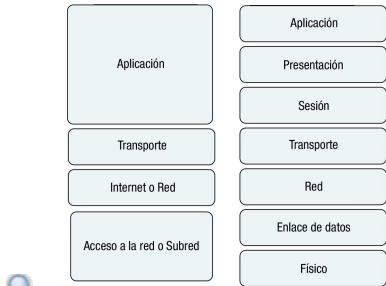 Aplicación
Transporte
Internet o Red
Acceso a la red o Subred
Aplicación
Presentación
Sesión
Transporte
Red
Enlace de datos
Físico